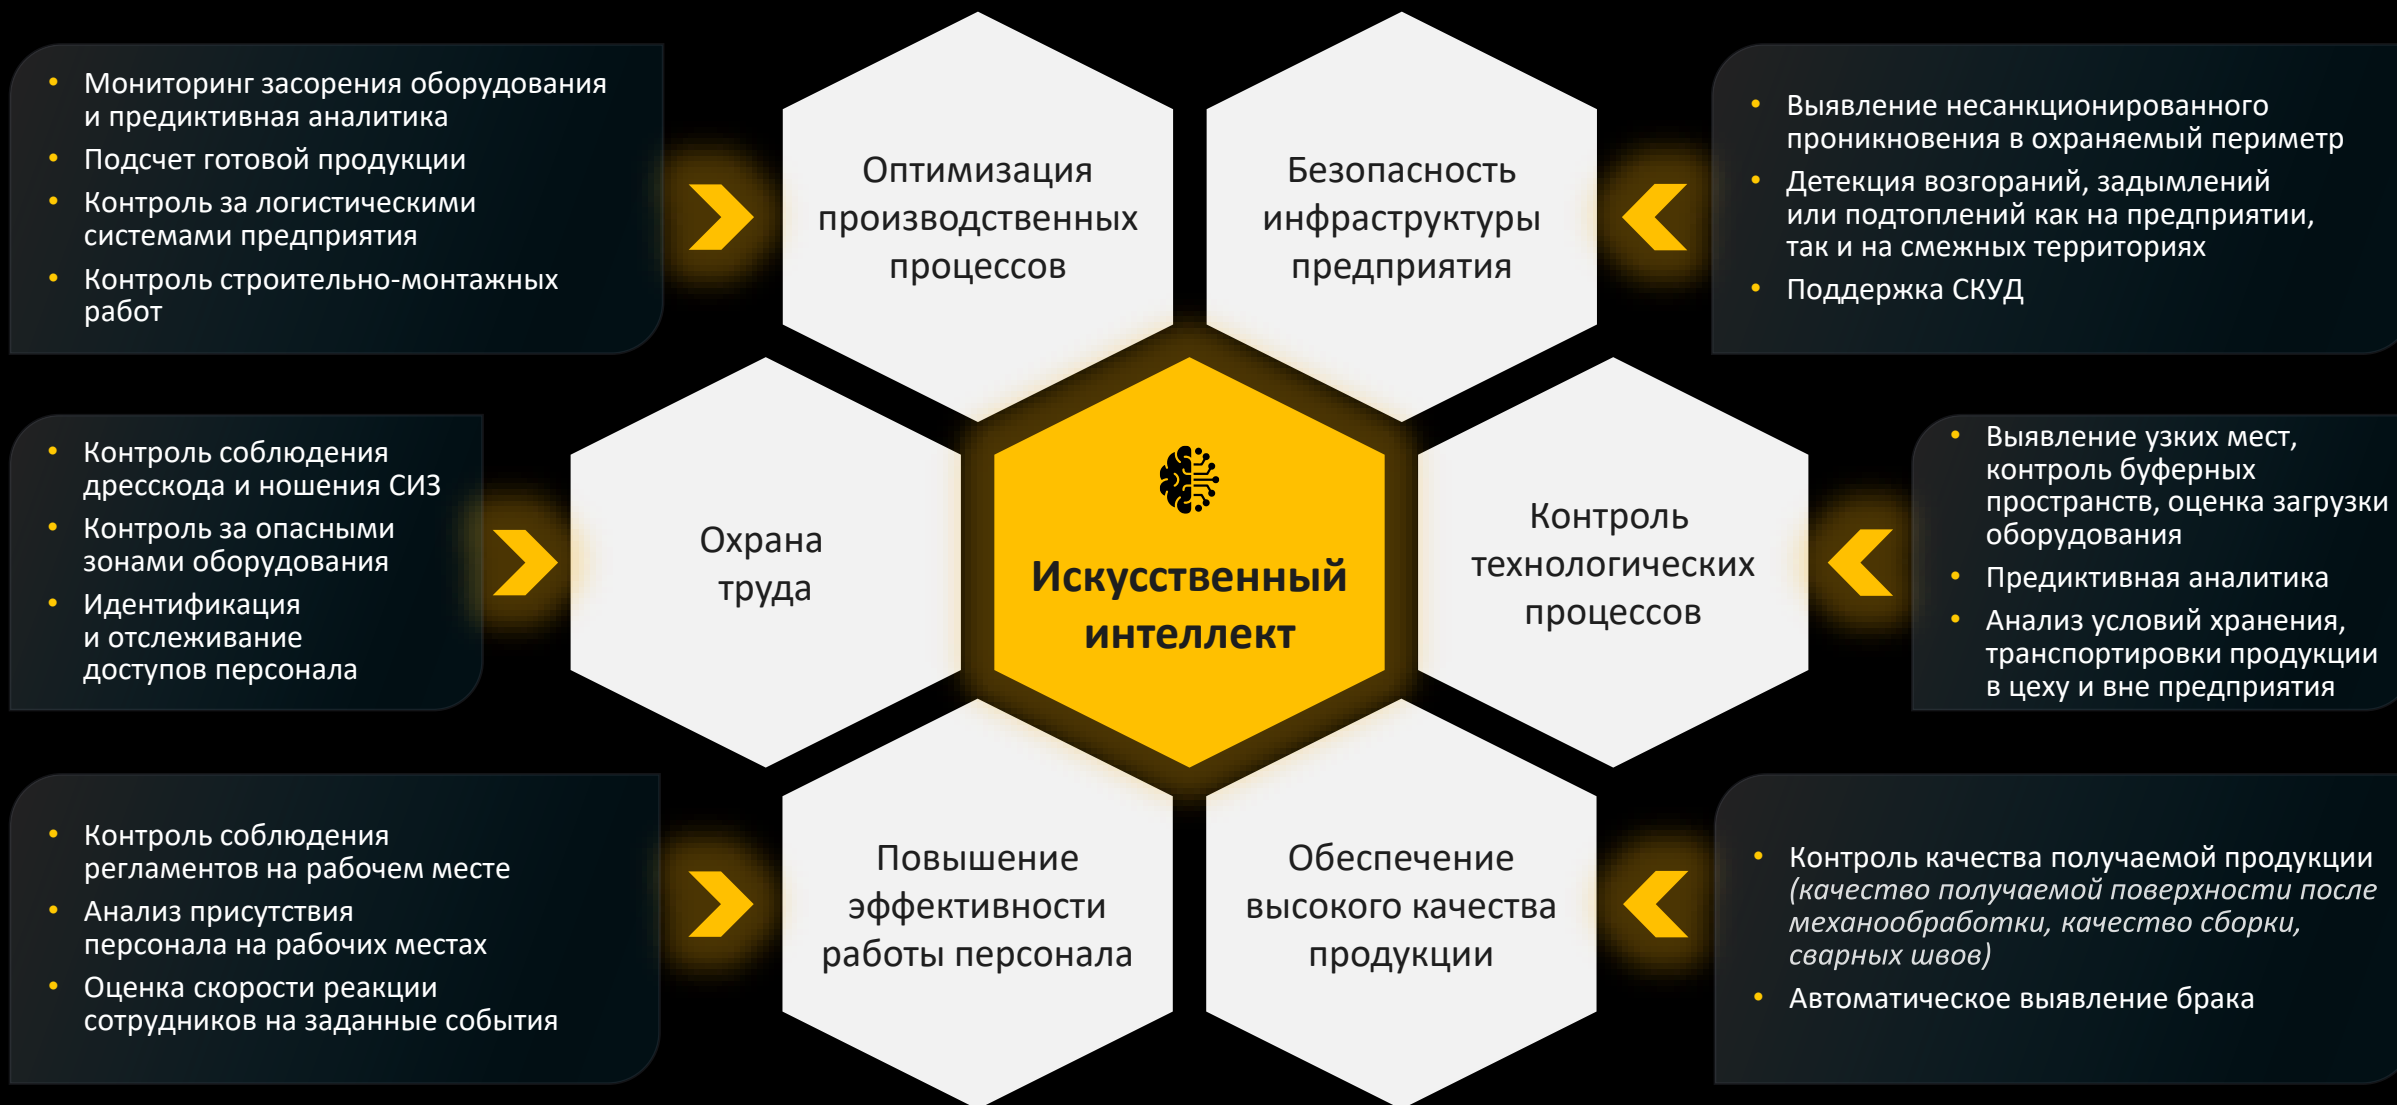 Мониторинг засорения оборудования
и предиктивная аналитика
Подсчет готовой продукции
Контроль за логистическими
системами предприятия
Контроль строительно-монтажных
работ
Оптимизация
производственных
процессов
Безопасность
инфраструктуры
предприятия
Выявление несанкционированного
проникновения в охраняемый периметр
Детекция возгораний, задымлений
или подтоплений как на предприятии,
так и на смежных территориях
Поддержка СКУД
Контроль соблюдения
дресскода и ношения СИЗ
Контроль за опасными
зонами оборудования
Идентификация
и отслеживание
доступов персонала
Охрана
труда
Искусственный
интеллект
Контроль
технологических
процессов
Выявление узких мест,
контроль буферных
пространств, оценка загрузки
оборудования
Предиктивная аналитика
Анализ условий хранения,
транспортировки продукции
в цеху и вне предприятия
Контроль соблюдения
регламентов на рабочем месте
Анализ присутствия
персонала на рабочих местах
Оценка скорости реакции
сотрудников на заданные события
Повышение
эффективности
работы персонала
Обеспечение
высокого качества
продукции
Контроль качества получаемой продукции
(качество получаемой поверхности после
механообработки, качество сборки,
сварных швов)
Автоматическое выявление брака